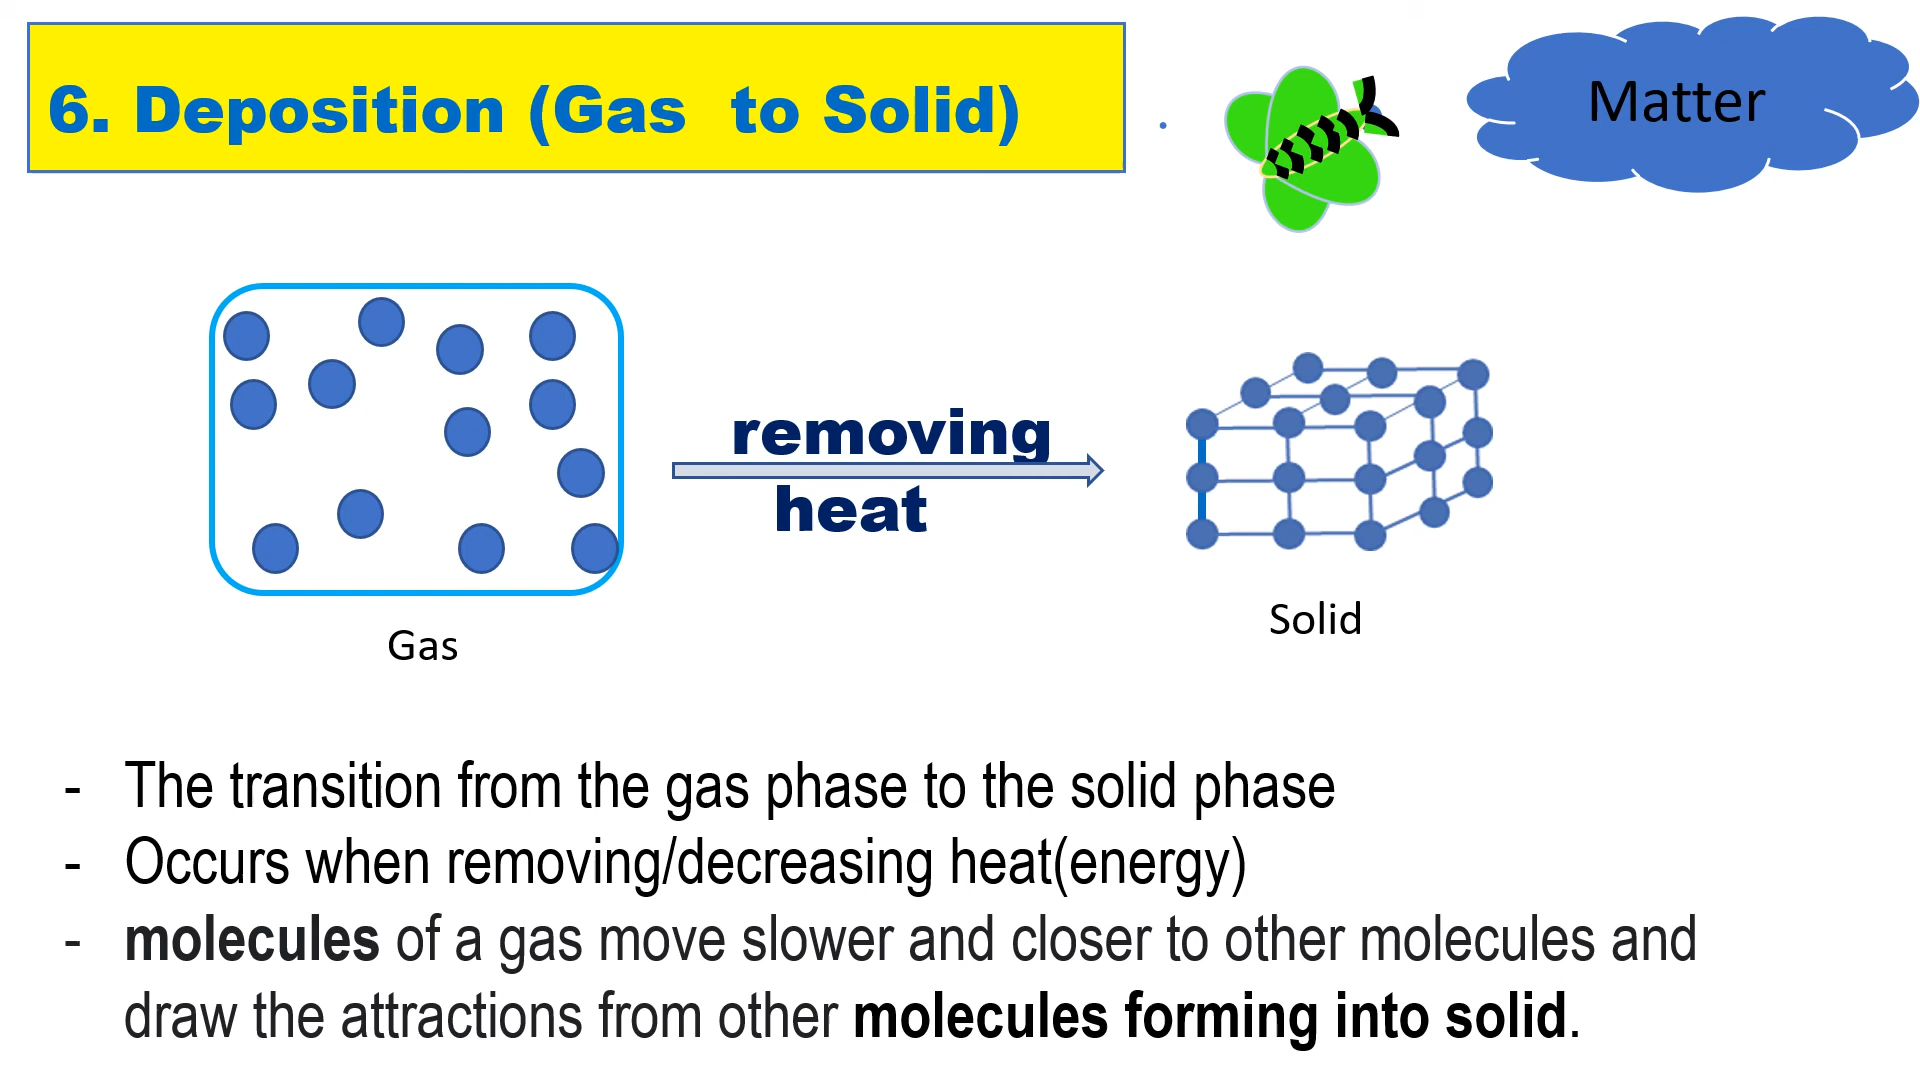 6. Deposition (Gas  to Solid)
Matter
removing
heat
Gas
Solid
- The transition from the gas phase to the solid phase
- Occurs when removing/decreasing heat(energy)
- molecules of a gas move slower and closer to other molecules and
draw the attractions from other molecules forming into solid.